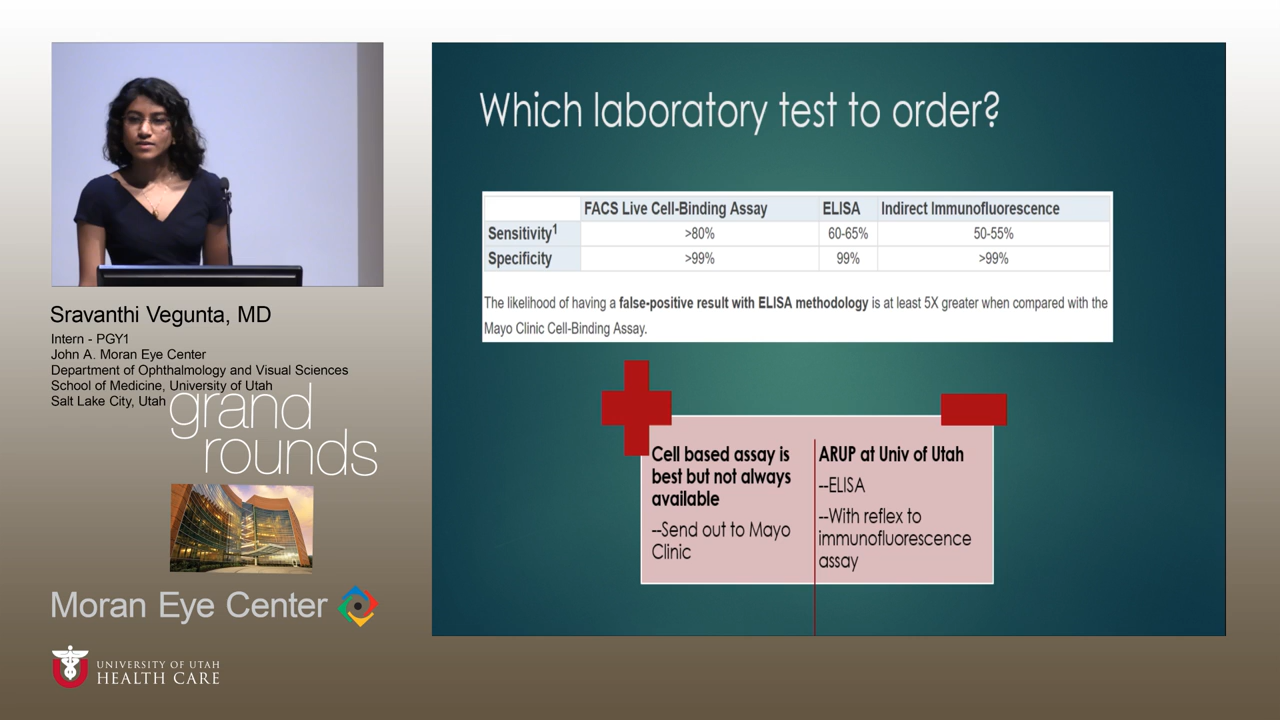 Which laboratory test to order?
FACS Live Cell-Binding Assay ELISA Indirect Immunofluorescence
Sensitivity1 >80% 60-65% 50-55%
Specificity >99% 99% >99%
The likelihood of having a false-positive result with ELISA methodology is at least 5X greater when compared with the
Mayo Clinic Cell-Binding Assay.
Cell based assay is
best but not always
available
--Send out to Mayo
Clinic
ARUP at Univ of Utah
--ELISA
--With reflex to
immunofluorescence
assay
Sravanthi Vegunta, MD
Intern - PGY1
John A. Moran Eye Center
Department of Ophthalmology and Visual Sciences
School of Medicine, University of Utah
Salt Lake City, Utah
grand
rounds
Moran Eye Center
UNIVERSITY OF UTAH
HEALTH CARE